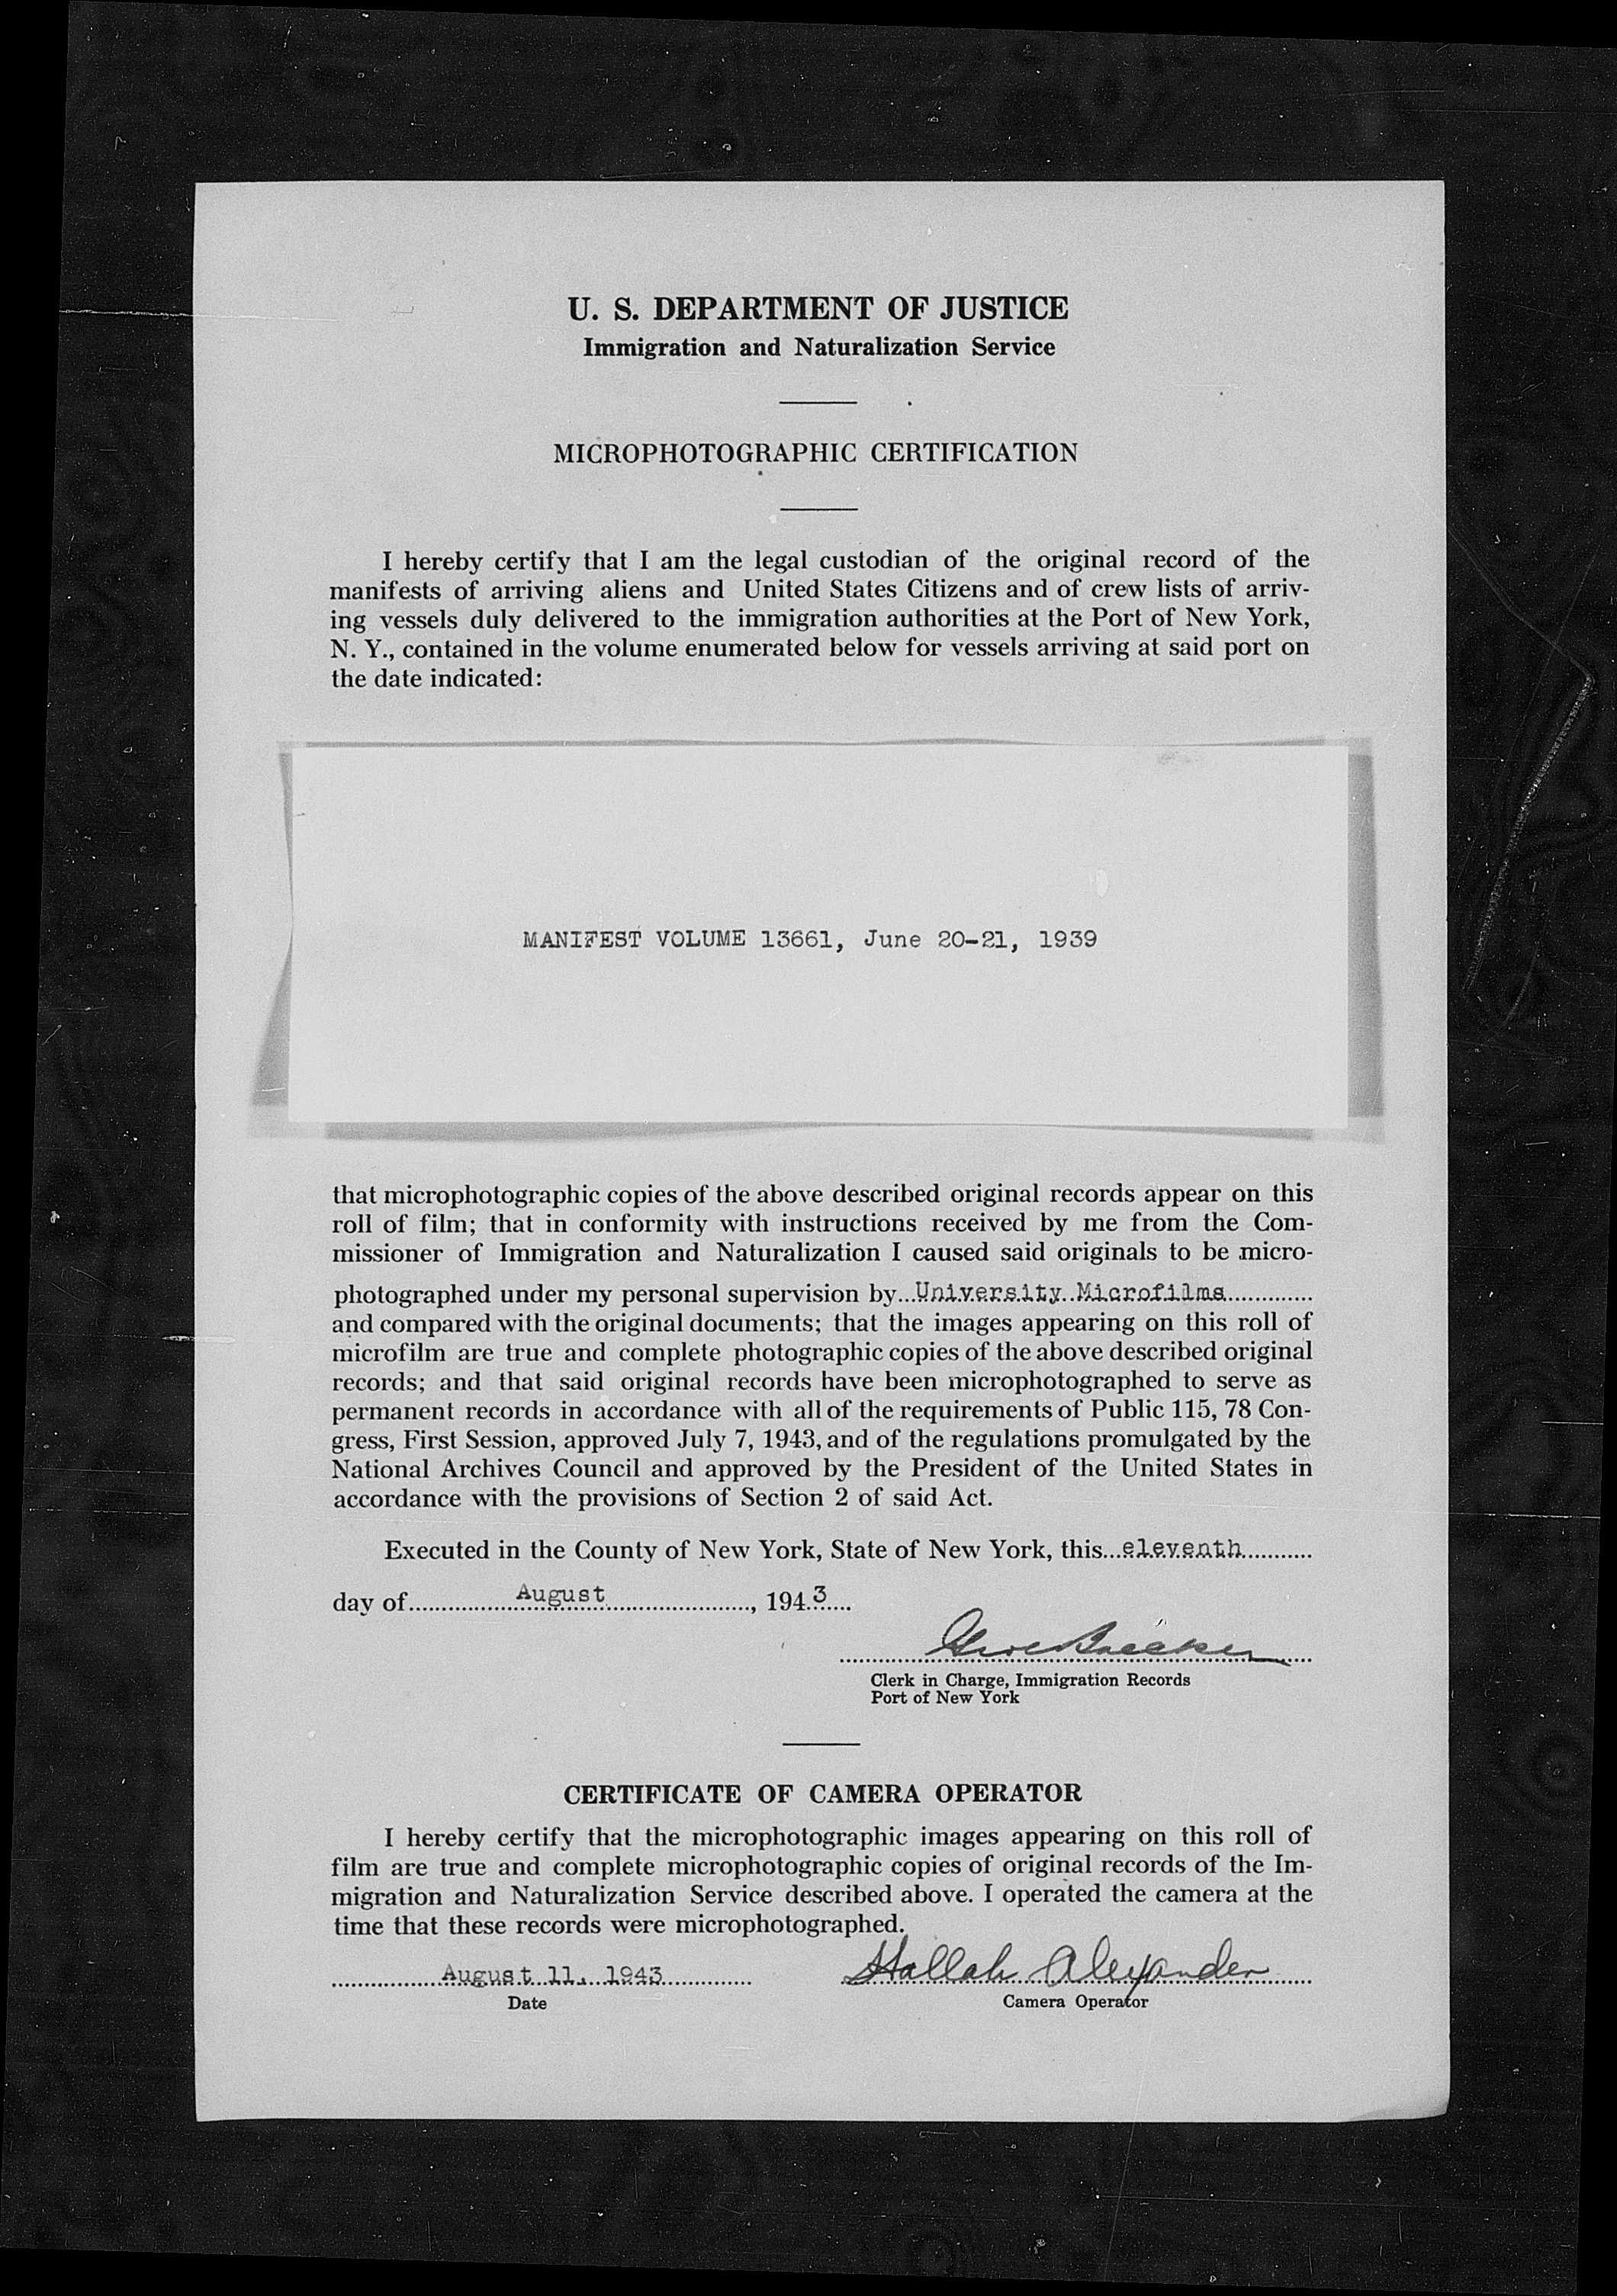 U. S. DEPARTMENT OF JUSTICE
Immigration and Naturalization Service
MICROPHOTOGRAPHIC CERTIFICATION
I hereby certify that I am the legal custodian of the original record of the
manifests of arriving aliens and United States Citizens and of crew lists of arriv-
ing vessels duly delivered to the immigration authorities at the Port of New York,
N. Y., contained in the volume enumerated below for vessels arriving at said port on
the date indicated:
MANIFEST VOLUME 13661, June 20-21, 1939
that microphotographic copies of the above described original records appear on this
roll of film; that in conformity with instructions received by me from the Com-
missioner of Immigration and Naturalization I caused said originals to be micro-
photographed under my personal supervision by University Microfilms
and compared with the original documents; that the images appearing on this roll of
microfilm are true and complete photographic copies of the above described original
records; and that said original records have been microphotographed to serve as
permanent records in accordance with all of the requirements of Public 115, 78 Con-
gress, First Session, approved July 7, 1943, and of the regulations promulgated by the
National Archives Council and approved by the President of the United States in
accordance with the provisions of Section 2 of said Act.
Executed in the County of New York, State of New York, this eleventh
day of August, 1943
Clerk in Charge, Immigration Records
Port of New York
CERTIFICATE OF CAMERA OPERATOR
I hereby certify that the microphotographic images appearing on this roll of
film are true and complete microphotographic copies of original records of the Im-
migration and Naturalization Service described above. I operated the camera at the
time that these records were microphotographed.
August 11, 1943 Hallah Alexander
Date Camera Operator